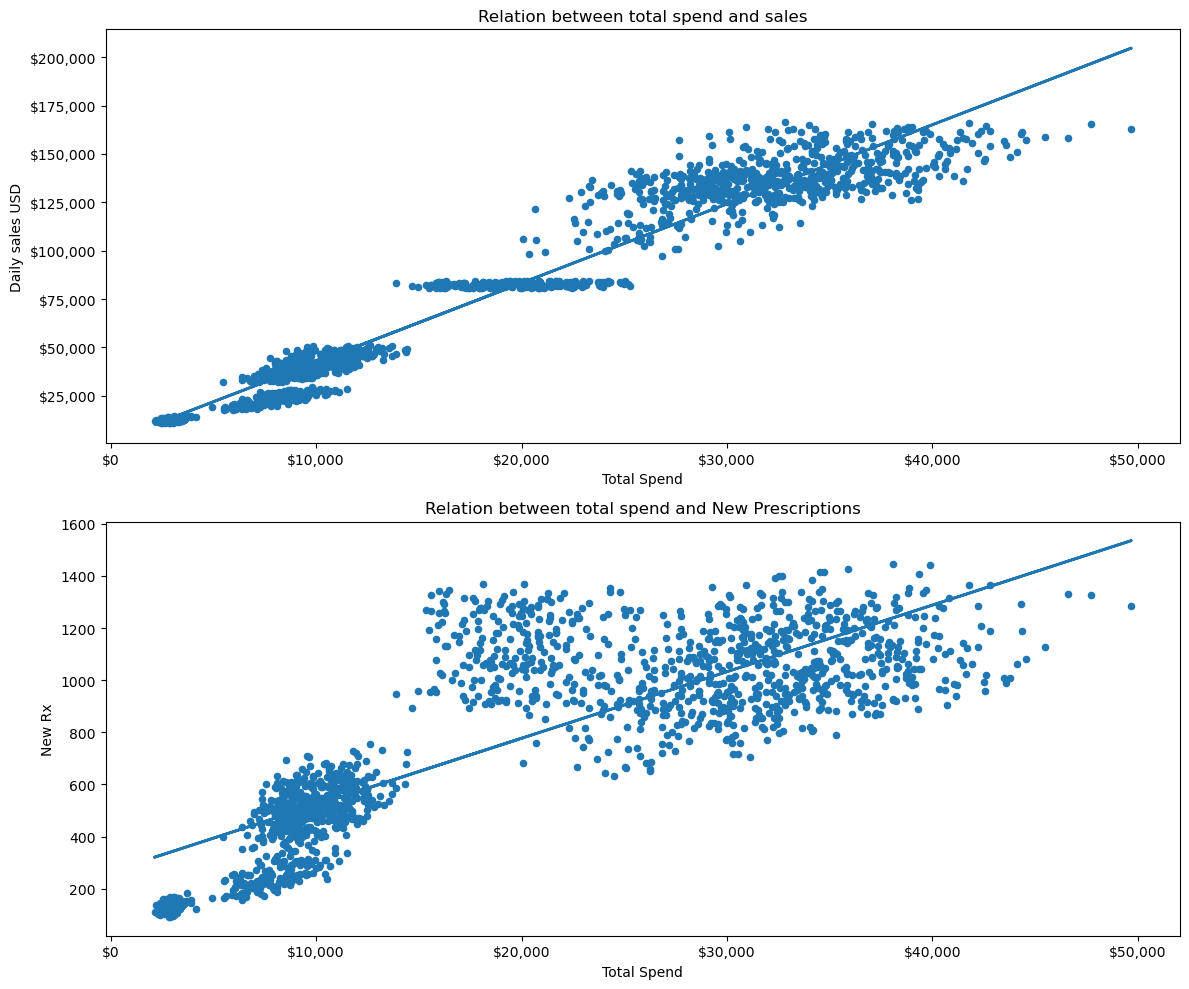 Relation between total spend and sales
$200,000
$175,000
$150,000
$125,000
$100,000
$75,000
$50,000
$25,000
Daily sales USD
$0 $10,000 $20,000 $30,000 $40,000 $50,000
Total Spend
Relation between total spend and New Prescriptions
1600
1400
1200
1000
800
600
400
200
New Rx
$0 $10,000 $20,000 $30,000 $40,000 $50,000
Total Spend